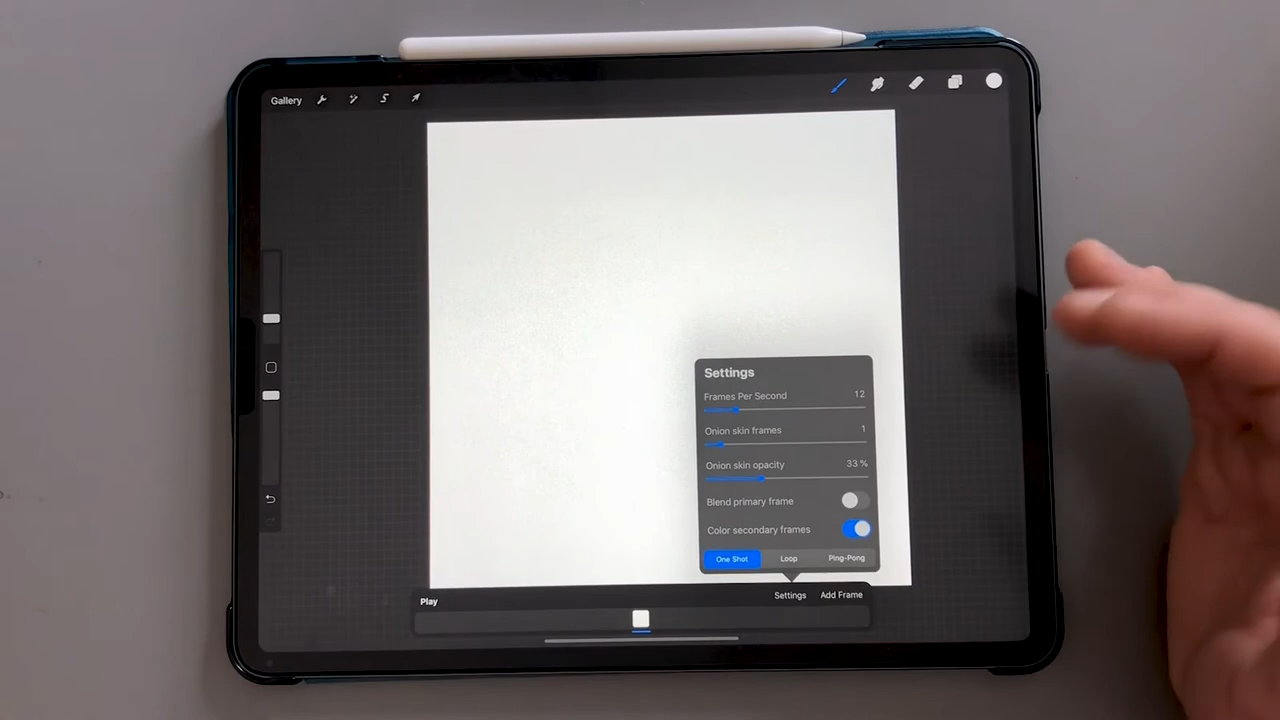 Gallery
Settings
Frames Per Second 12
Onion skin frames 1
Onion skin opacity 33 %
Blend primary frame
Color secondary frames
One Shot Loop Ping-Pong
Play Settings Add Frame